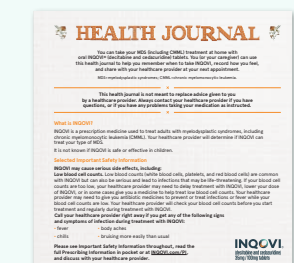 HEALTH JOURNAL
You can take your MDS (including CMML) treatment at home with
oral INQOVI® (decitabine and cedazuridine) tablets. You (or your caregiver) can use
this health journal to help you remember when to take INQOVI, record how you feel,
and share with your healthcare provider at your next appointment.
MDS=myelodysplastic syndromes; CMML=chronic myelomonocytic leukemia.
This health journal is not meant to replace advice given to you
by a healthcare provider. Always contact your healthcare provider if you have
questions, or if you have any problems taking your medication as instructed.
What is INQOVI?
INQOVI is a prescription medicine used to treat adults with myelodysplastic syndromes, including
chronic myelomonocytic leukemia (CMML). Your healthcare provider will determine if INQOVI can
treat your type of MDS.
It is not known if INQOVI is safe or effective in children.
Selected Important Safety Information
INQOVI may cause serious side effects, including:
Low blood counts. Low blood counts (white blood cells, platelets, and red blood cells) are common
with INQOVI but can also be serious and lead to infections that may be life-threatening. If your blood cell
counts are too low, your healthcare provider may need to delay treatment with INQOVI, lower your dose
of INQOVI, or in some cases give you a medicine to help treat low blood counts. Your healthcare
provider may need to give you antibiotic medicines to prevent or treat infections or fever while your
blood cell counts are low. Your healthcare provider will check your blood cell counts before you start
treatment and regularly during treatment with INQOVI.
Call your healthcare provider right away if you get any of the following signs
and symptoms of infection during treatment with INQOVI:
- fever - body aches
- chills - bruising more easily than usual
Please see Important Safety Information throughout, read the
full Prescribing Information in pocket or at INQOVI.com/PI,
and discuss with your healthcare provider.
INQOVI
(decitabine and cedazuridine)
35mg/100mg tablets